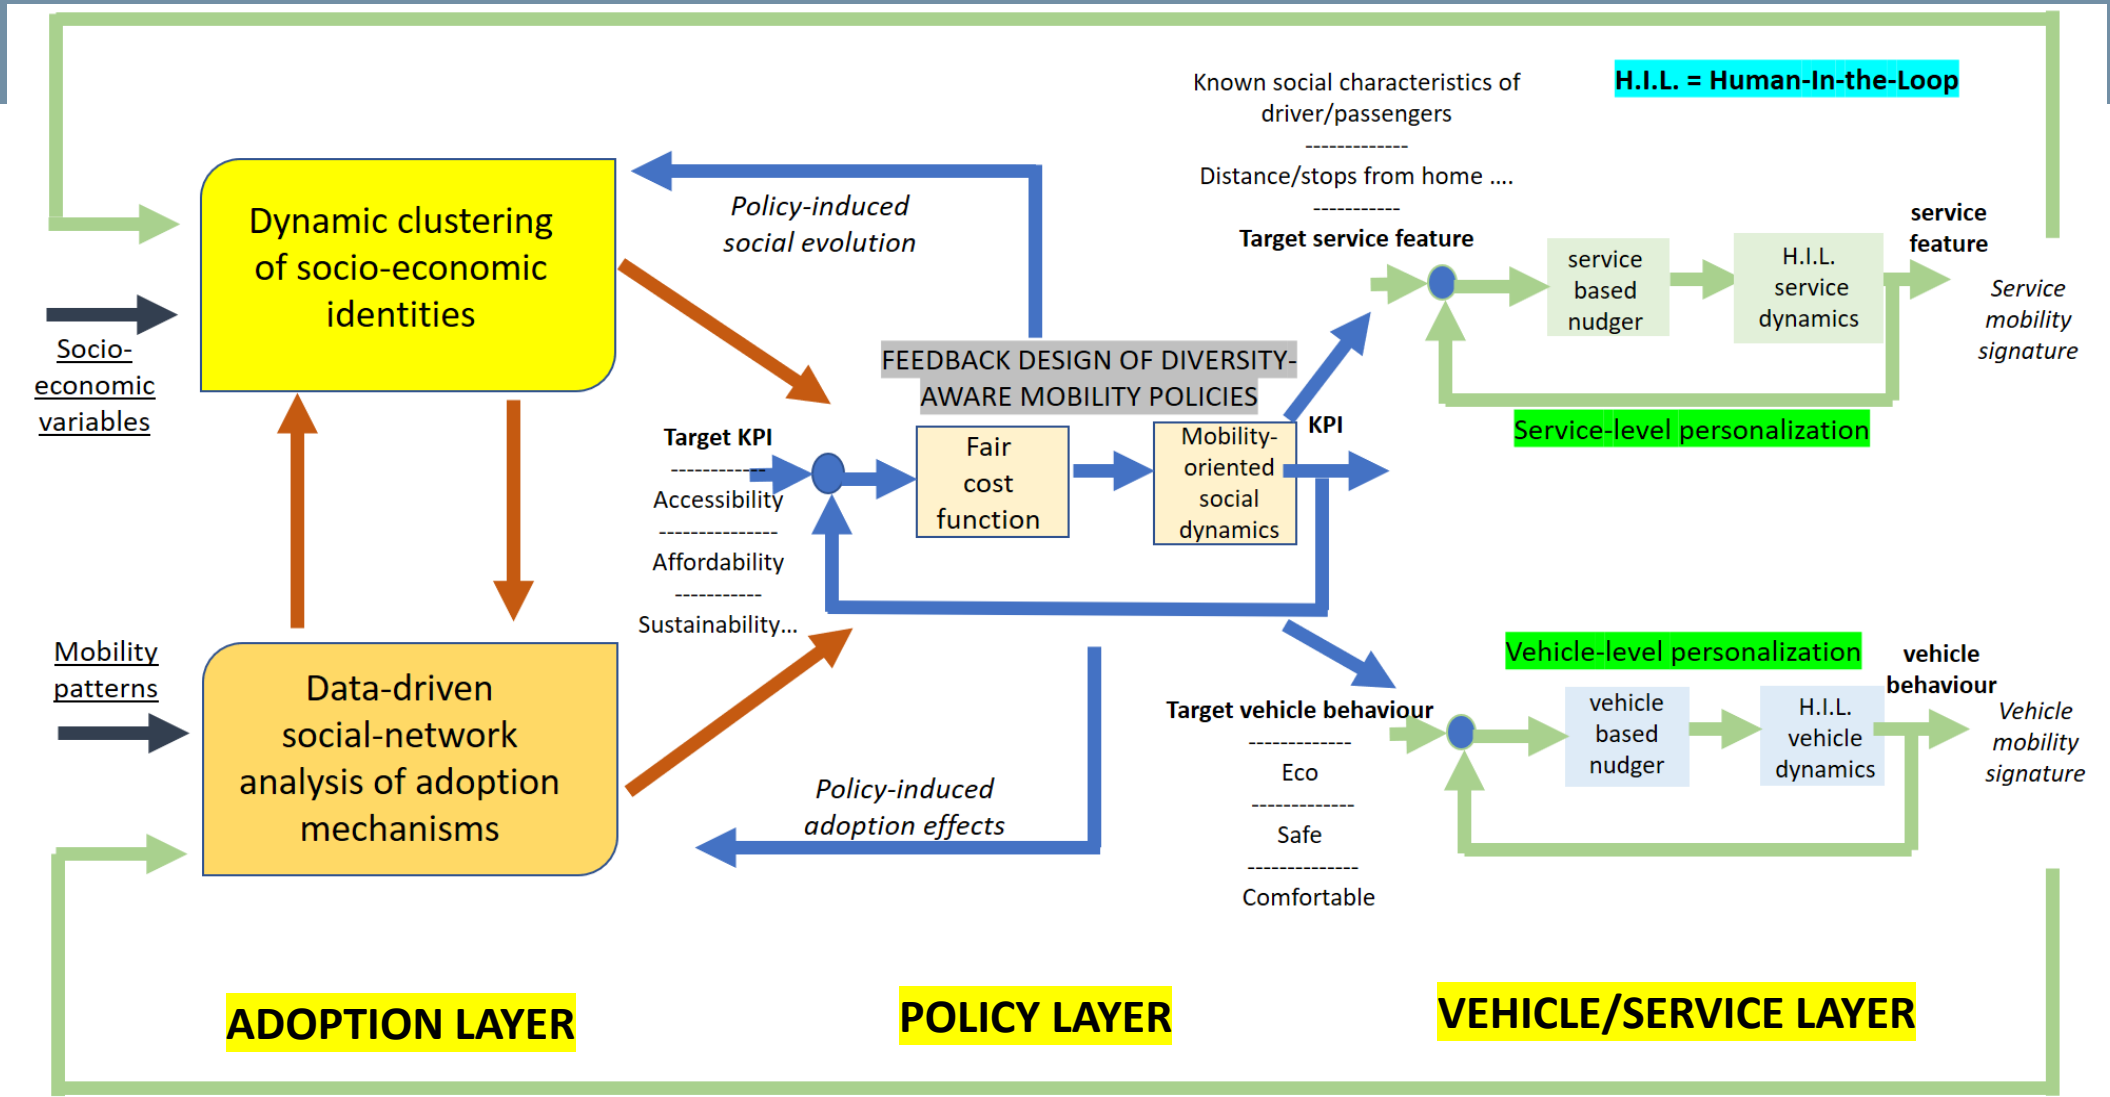 H.I.L. = Human-In-the-Loop
Known social characteristics of
driver/passengers
-------------
Distance/stops from home ....
-----------
Target service feature
service
feature
service
based
nudger
H.I.L.
service
dynamics
Service
mobility
signature
Service-level personalization
Dynamic clustering
of socio-economic
identities
Policy-induced
social evolution
Socio-
economic
variables
FEEDBACK DESIGN OF DIVERSITY-
AWARE MOBILITY POLICIES
Target KPI
------------
Accessibility
---------------
Affordability
-----------
Sustainability...
Fair
cost
function
Mobility-
oriented
social
dynamics
KPI
Mobility
patterns
Data-driven
social-network
analysis of adoption
mechanisms
Policy-induced
adoption effects
Vehicle-level personalization
vehicle
behaviour
Target vehicle behaviour
-------------
Eco
-------------
Safe
--------------
Comfortable
vehicle
based
nudger
H.I.L.
vehicle
dynamics
Vehicle
mobility
signature
ADOPTION LAYER
POLICY LAYER
VEHICLE/SERVICE LAYER